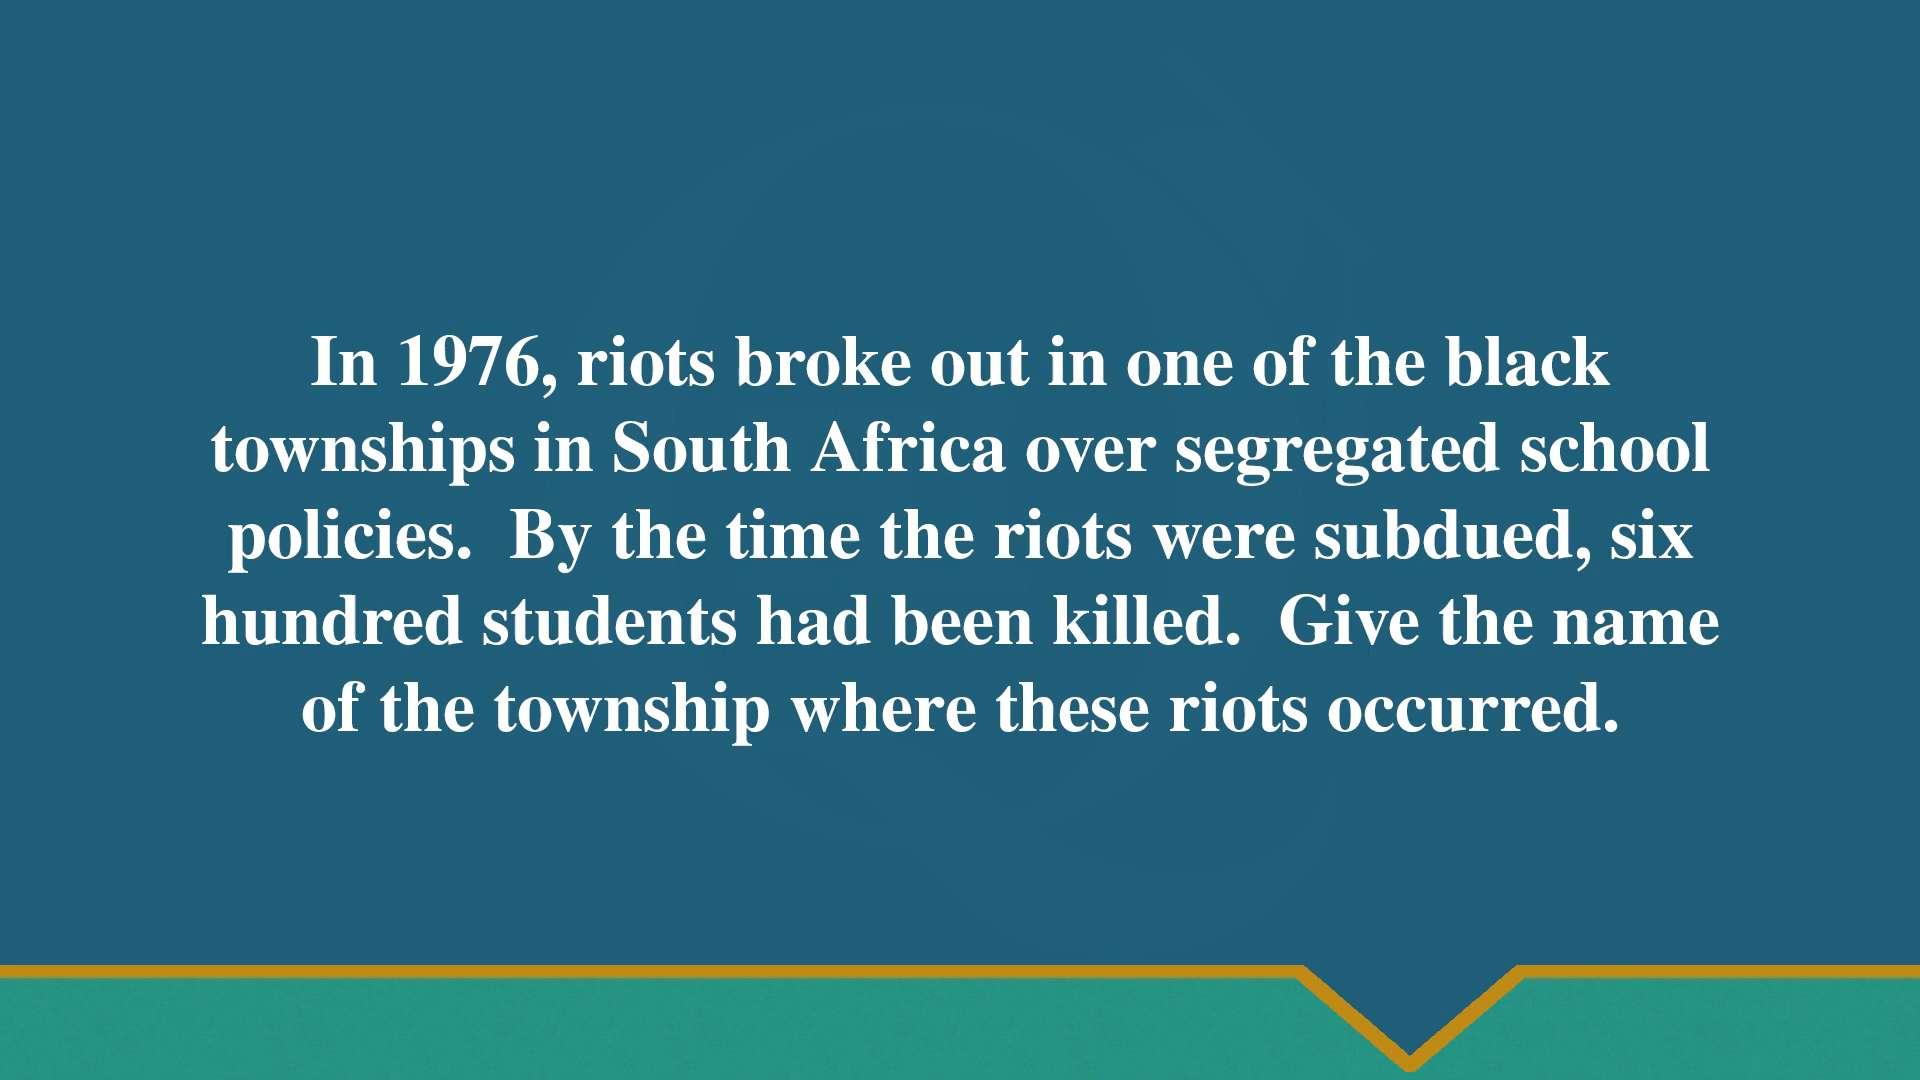 In 1976, riots broke out in one of the black
townships in South Africa over segregated school
policies.  By the time the riots were subdued, six
hundred students had been killed.  Give the name
of the township where these riots occurred.